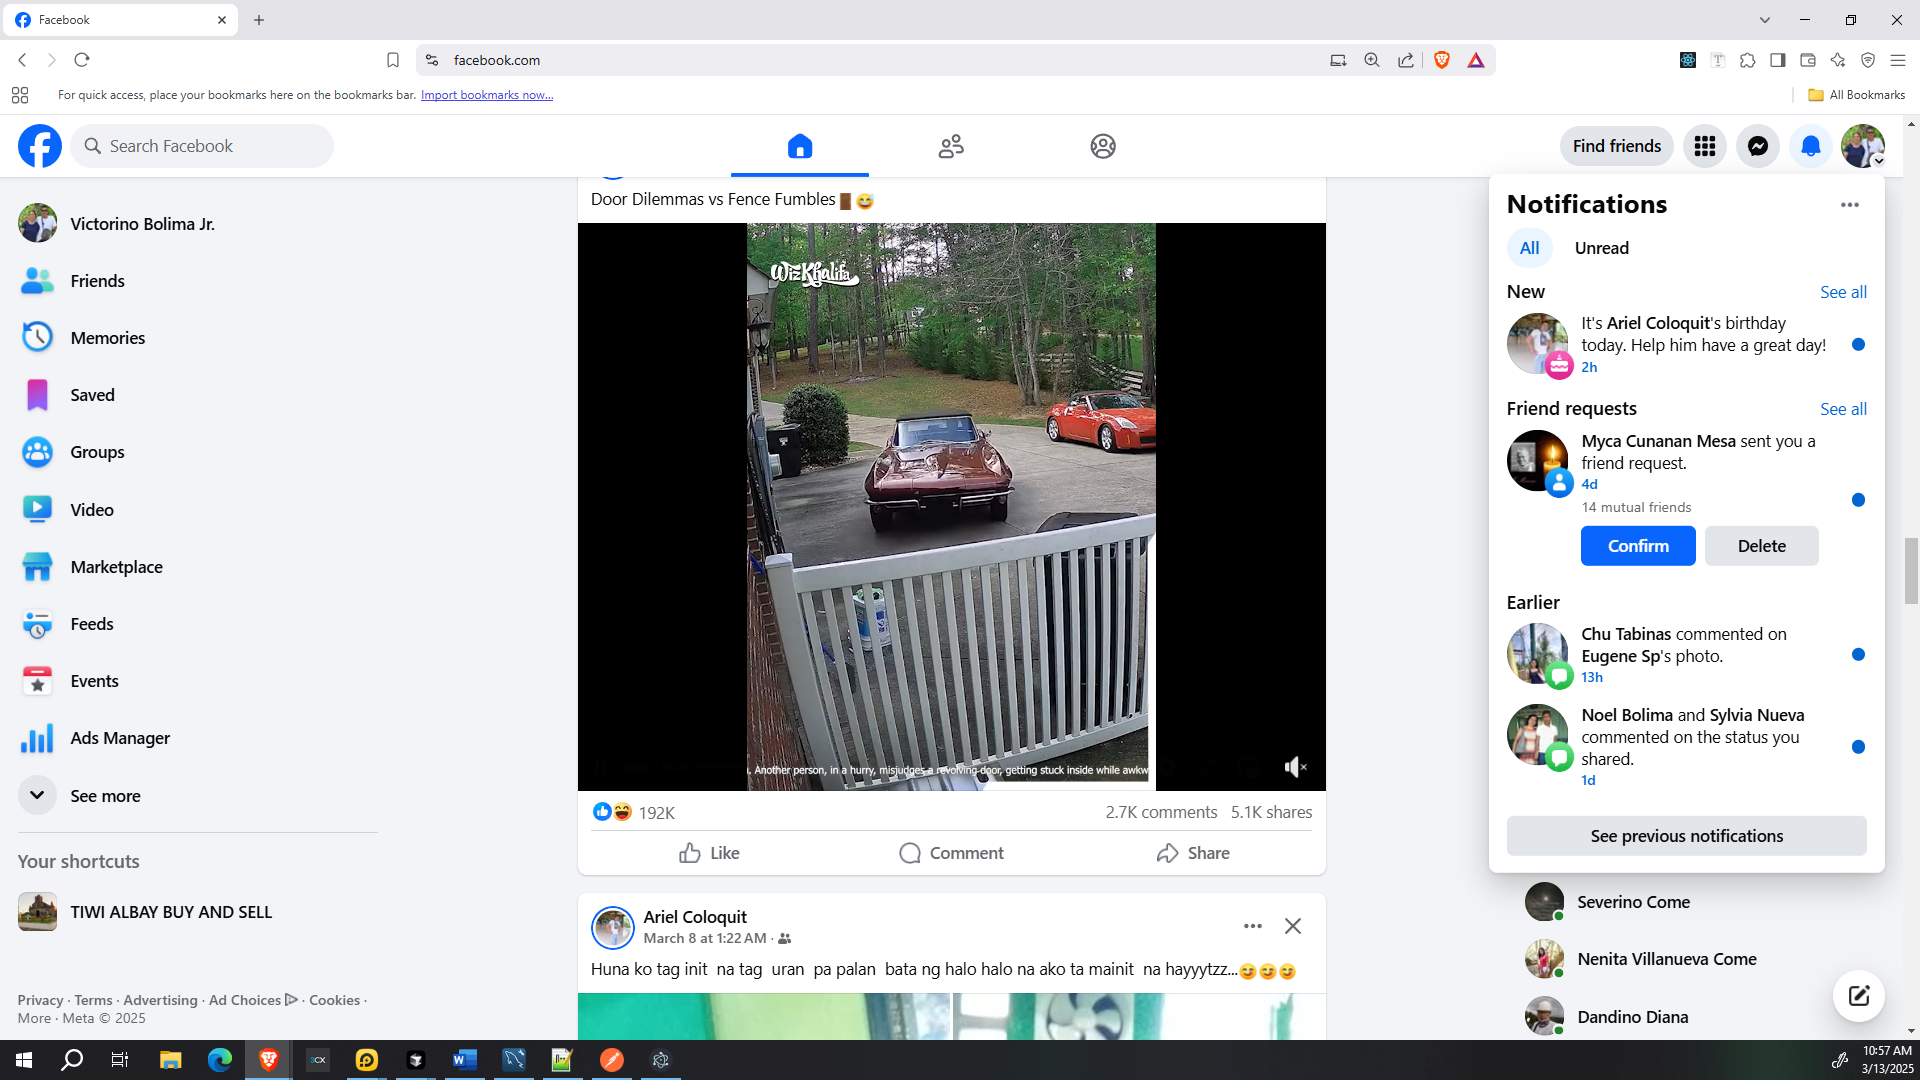 Facebook
facebook.com
For quick access, place your bookmarks here on the bookmarks bar. Import bookmarks now...
All Bookmarks
Search Facebook
Find friends
Victorino Bolima Jr.
Friends
Memories
Saved
Groups
Video
Marketplace
Feeds
Events
Ads Manager
See more
Your shortcuts
TIWI ALBAY BUY AND SELL
Privacy · Terms · Advertising · Ad Choices · Cookies ·
More · Meta © 2025
Door Dilemmas vs Fence Fumbles🚪😅
WizKhalifa
. Another person, in a hurry, misjudges a revolving door, getting stuck inside while awkw
192K
2.7K comments 5.1K shares
Like
Comment
Share
Ariel Coloquit
March 8 at 1:22 AM ·
Huna ko tag init na tag uran pa palan bata ng halo halo na ako ta mainit na hayyytzz...😊😊😊
Notifications
All
Unread
New
See all
It's Ariel Coloquit's birthday
today. Help him have a great day!
2h
Friend requests
See all
Myca Cunanan Mesa sent you a
friend request.
4d
14 mutual friends
Confirm
Delete
Earlier
Chu Tabinas commented on
Eugene Sp's photo.
13h
Noel Bolima and Sylvia Nueva
commented on the status you
shared.
1d
See previous notifications
Severino Come
Nenita Villanueva Come
Dandino Diana
10:57 AM
3/13/2025